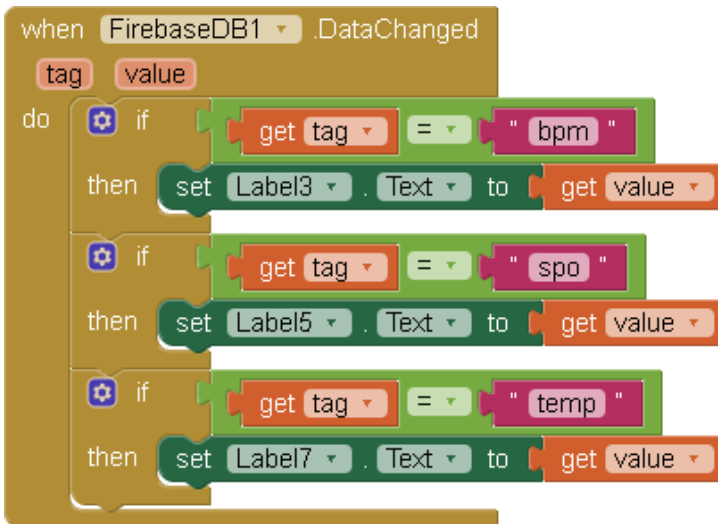 when FirebaseDB1 .DataChanged
tag value
do if get tag = " bpm "
then set Label3 . Text to get value
if get tag = " spo "
then set Label5 . Text to get value
if get tag = " temp "
then set Label7 . Text to get value